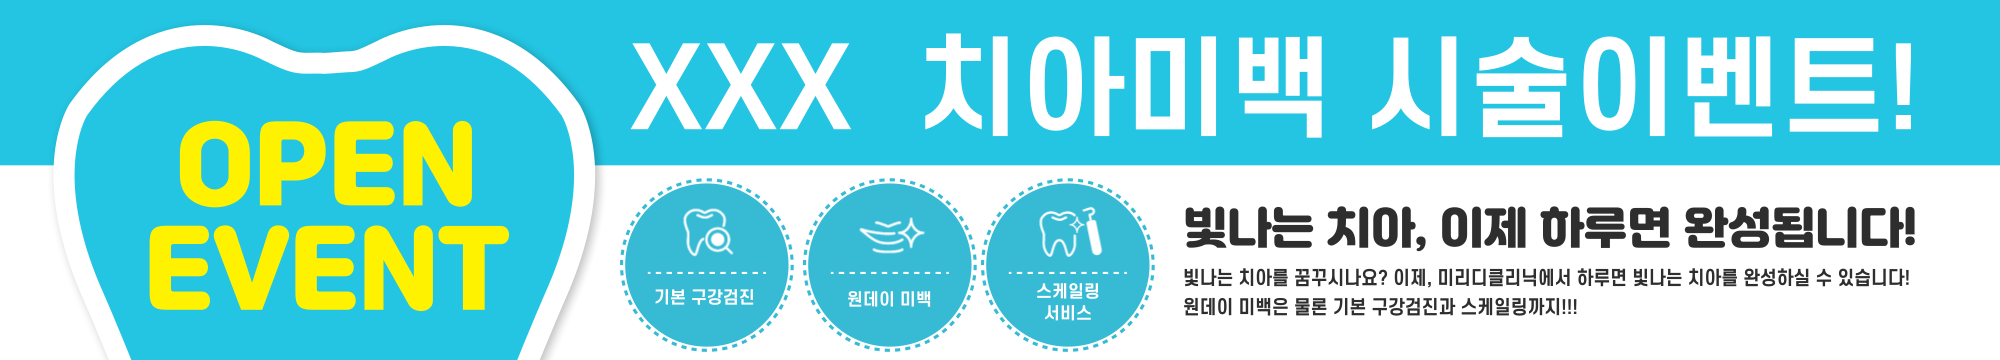 OPEN
EVENT
XXX 치아미백 시술이벤트!
기본 구강검진
원데이 미백
스케일링
서비스
빛나는 치아, 이제 하루면 완성됩니다!
빛나는 치아를 꿈꾸시나요? 이제, 미리디클리닉에서 하루면 빛나는 치아를 완성하실 수 있습니다!
원데이 미백은 물론 기본 구강검진과 스케일링까지!!!